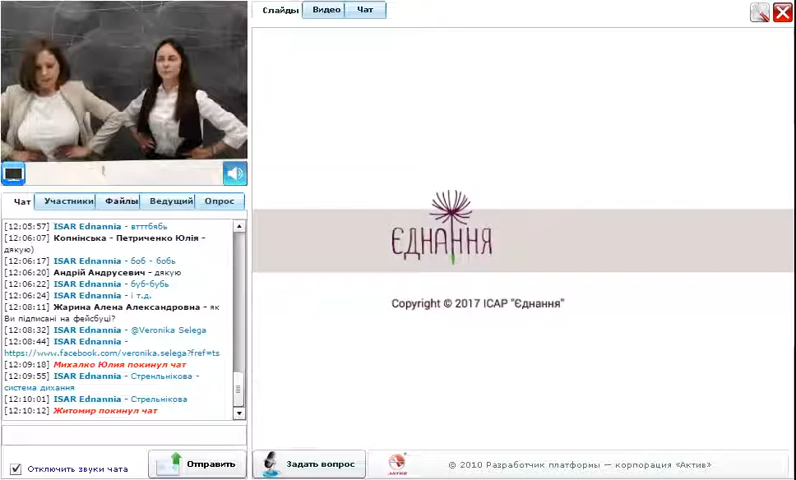 Слайды Видео Чат
Чат Участники Файлы Ведущий Опрос
[12:05:57] ISAR Ednannia - втттбябь
[12:06:07] Копнінська - Петриченко Юлія -
дякую)
[12:06:17] ISAR Ednannia - боб - бобь
[12:06:20] Андрій Андрусевич - дякую
[12:06:22] ISAR Ednannia - буб-бубь
[12:06:24] ISAR Ednannia - і т.д.
[12:08:11] Жарина Алена Александровна - як
Ви підписані на фейсбуці?
[12:08:32] ISAR Ednannia - @Veronika Selega
[12:08:44] ISAR Ednannia -
https://www.facebook.com/veronika.selega?fref=ts
[12:09:18] Михалко Юлия покинул чат
[12:09:55] ISAR Ednannia - Стренльнікова -
система дихання
[12:10:01] ISAR Ednannia - Стрельнікова
[12:10:12] Житомир покинул чат
Отключить звуки чата
Отправить
ЄДНАННЯ
Copyright © 2017 ІСАР "Єднання"
Задать вопрос
АКТИВ
© 2010 Разработчик платформы — корпорация «Актив»